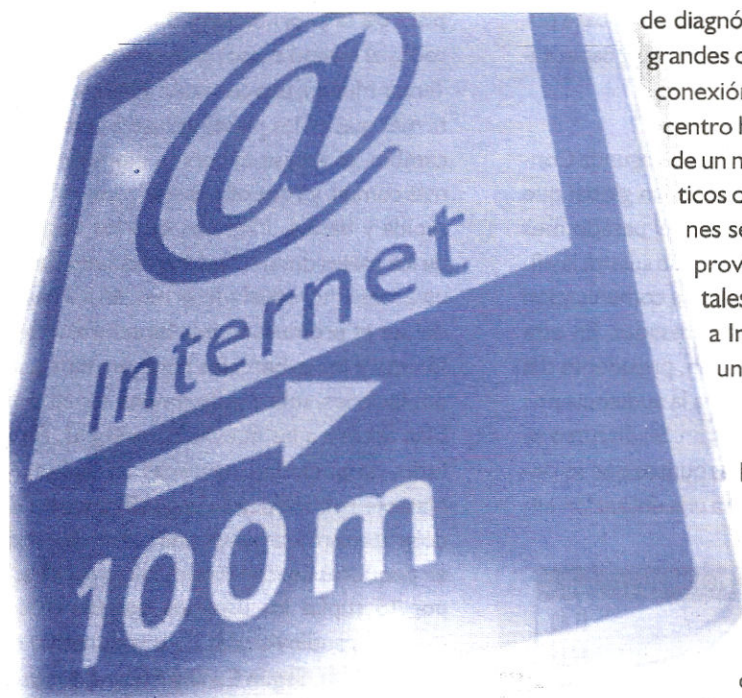 @
Internet
100m
de diagnó
grandes c
conexión
centro h
de un n
ticos c
nes se
prov
tales
a In
un